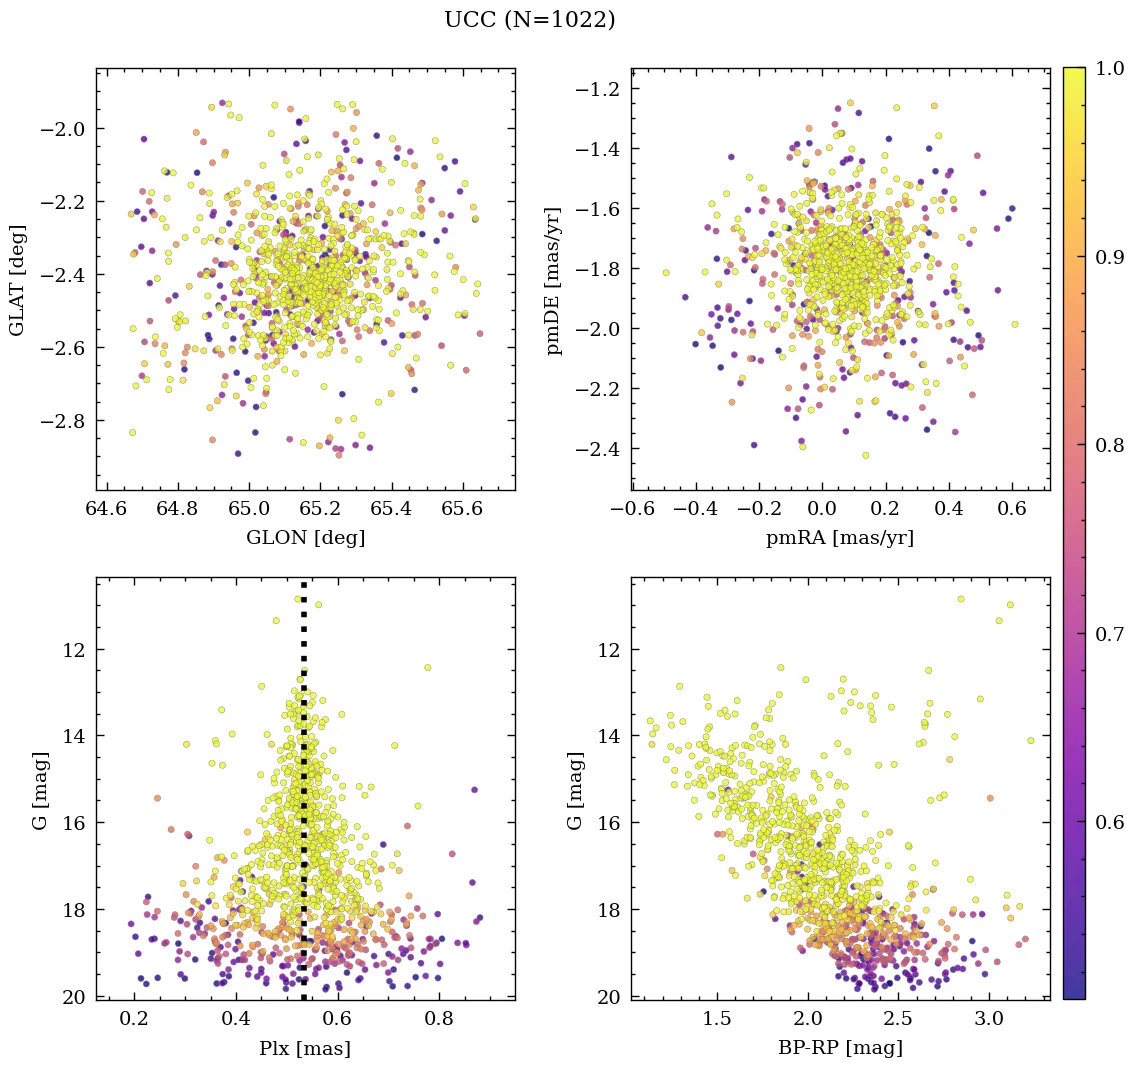 UCC (N=1022)
−2.0
−2.2
−2.4
−2.6
−2.8
GLAT [deg]
64.6 64.8 65.0 65.2 65.4 65.6
GLON [deg]
−1.2
−1.4
−1.6
−1.8
−2.0
−2.2
−2.4
pmDE [mas/yr]
−0.6 −0.4 −0.2 0.0 0.2 0.4 0.6
pmRA [mas/yr]
1.0
0.9
0.8
0.7
0.6
12
14
16
18
20
G [mag]
0.2 0.4 0.6 0.8
Plx [mas]
12
14
16
18
20
G [mag]
1.5 2.0 2.5 3.0
BP-RP [mag]